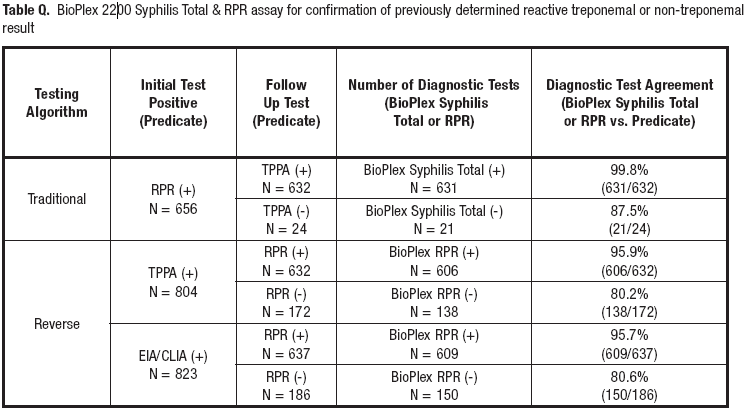 Table Q. BioPlex 2200 Syphilis Total & RPR assay for confirmation of previously determined reactive treponemal or non-treponemal
result
Testing
Algorithm
Initial Test
Positive
(Predicate)
Follow
Up Test
(Predicate)
Number of Diagnostic Tests
(BioPlex Syphilis
Total or RPR)
Diagnostic Test Agreement
(BioPlex Syphilis Total
or RPR vs. Predicate)
Traditional
RPR (+)
N = 656
TPPA (+)
N = 632
BioPlex Syphilis Total (+)
N = 631
99.8%
(631/632)
TPPA (-)
N = 24
BioPlex Syphilis Total (-)
N = 21
87.5%
(21/24)
Reverse
TPPA (+)
N = 804
RPR (+)
N = 632
BioPlex RPR (+)
N = 606
95.9%
(606/632)
RPR (-)
N = 172
BioPlex RPR (-)
N = 138
80.2%
(138/172)
EIA/CLIA (+)
N = 823
RPR (+)
N = 637
BioPlex RPR (+)
N = 609
95.7%
(609/637)
RPR (-)
N = 186
BioPlex RPR (-)
N = 150
80.6%
(150/186)